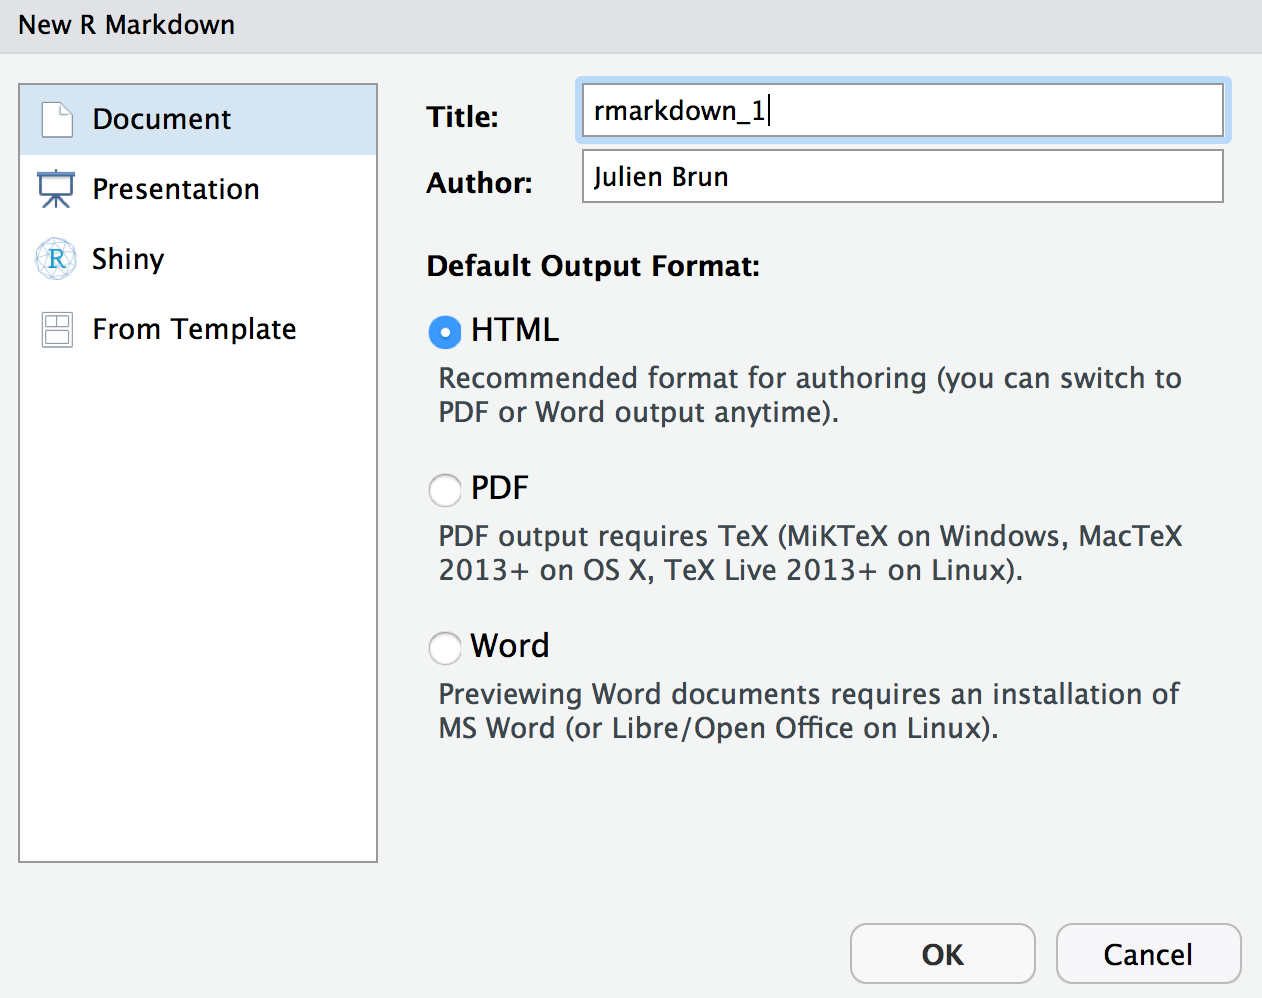 New R Markdown
Document
Presentation
R
Shiny
From Template
Title:
rmarkdown_1
Author:
Julien Brun
Default Output Format:
HTML
Recommended format for authoring (you can switch to
PDF or Word output anytime).
PDF
PDF output requires TeX (MiKTeX on Windows, MacTeX
2013+ on OS X, TeX Live 2013+ on Linux).
Word
Previewing Word documents requires an installation of
MS Word (or Libre/Open Office on Linux).
OK
Cancel